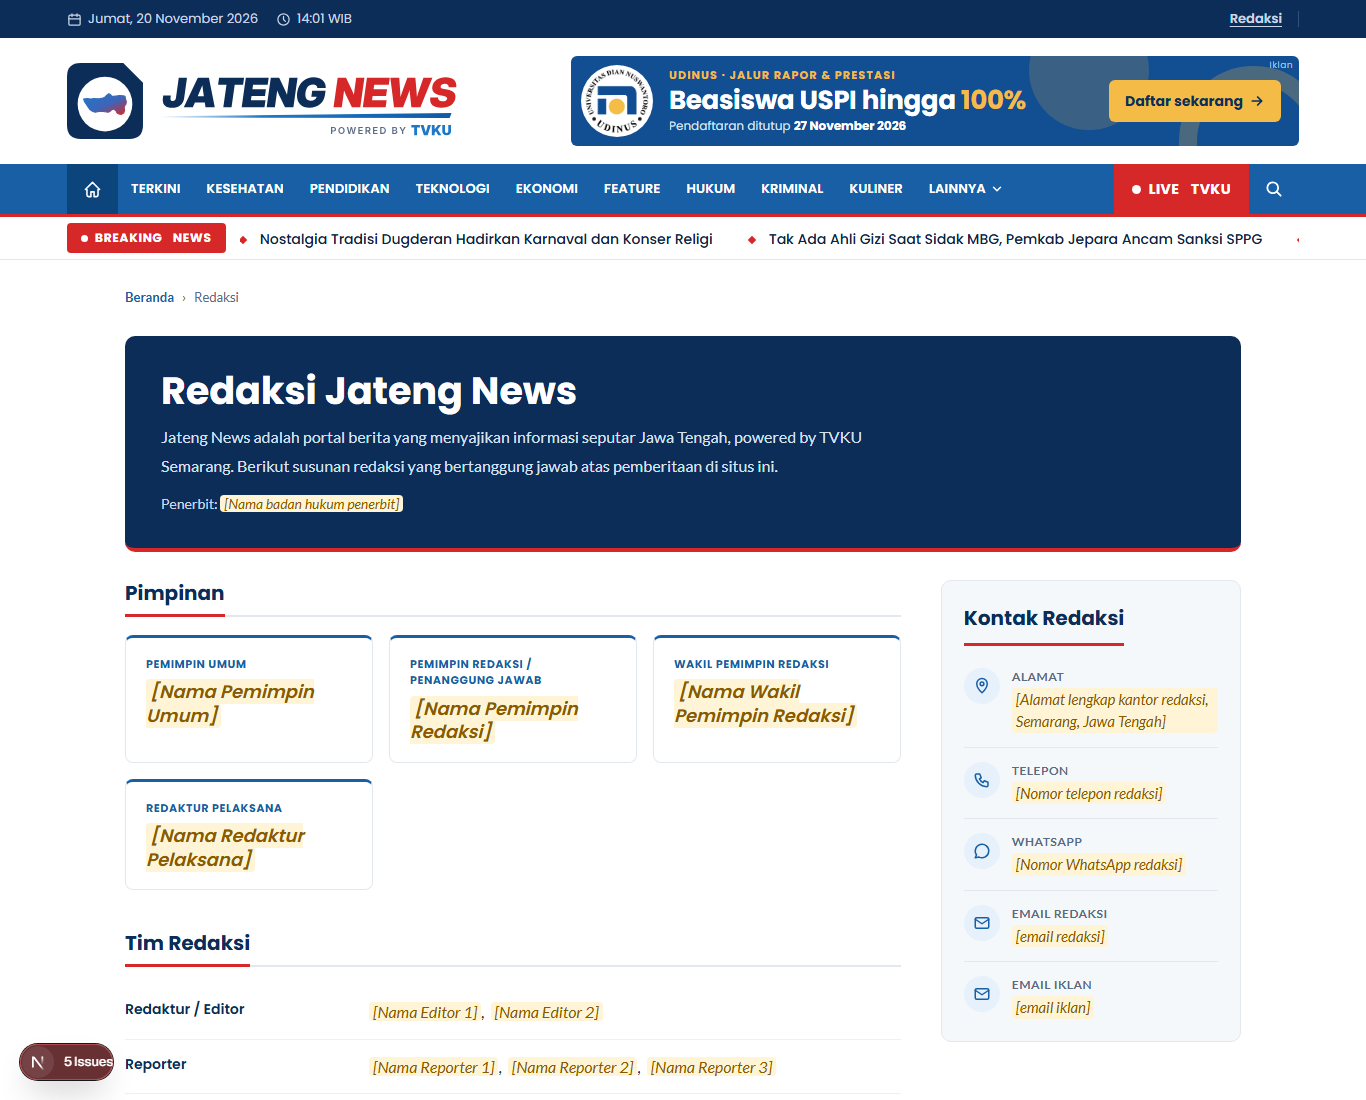 Jumat, 20 November 2026
14:01 WIB
Redaksi
JATENG NEWS
POWERED BY TVKU
Iklan
UNIVERSITAS DIAN NUSWANTORO
UDINUS
UDINUS · JALUR RAPOR & PRESTASI
Beasiswa USPI hingga 100%
Pendaftaran ditutup 27 November 2026
Daftar sekarang →
TERKINI
KESEHATAN
PENDIDIKAN
TEKNOLOGI
EKONOMI
FEATURE
HUKUM
KRIMINAL
KULINER
LAINNYA
LIVE TVKU
BREAKING NEWS
Nostalgia Tradisi Dugderan Hadirkan Karnaval dan Konser Religi
Tak Ada Ahli Gizi Saat Sidak MBG, Pemkab Jepara Ancam Sanksi SPPG
Beranda › Redaksi
Redaksi Jateng News
Jateng News adalah portal berita yang menyajikan informasi seputar Jawa Tengah, powered by TVKU
Semarang. Berikut susunan redaksi yang bertanggung jawab atas pemberitaan di situs ini.
Penerbit: [Nama badan hukum penerbit]
Pimpinan
PEMIMPIN UMUM
[Nama Pemimpin
Umum]
PEMIMPIN REDAKSI /
PENANGGUNG JAWAB
[Nama Pemimpin
Redaksi]
WAKIL PEMIMPIN REDAKSI
[Nama Wakil
Pemimpin Redaksi]
REDAKTUR PELAKSANA
[Nama Redaktur
Pelaksana]
Tim Redaksi
Redaktur / Editor
[Nama Editor 1] , [Nama Editor 2]
Reporter
[Nama Reporter 1] , [Nama Reporter 2] , [Nama Reporter 3]
Kontak Redaksi
ALAMAT
[Alamat lengkap kantor redaksi,
Semarang, Jawa Tengah]
TELEPON
[Nomor telepon redaksi]
WHATSAPP
[Nomor WhatsApp redaksi]
EMAIL REDAKSI
[email redaksi]
EMAIL IKLAN
[email iklan]
N
5 Issues